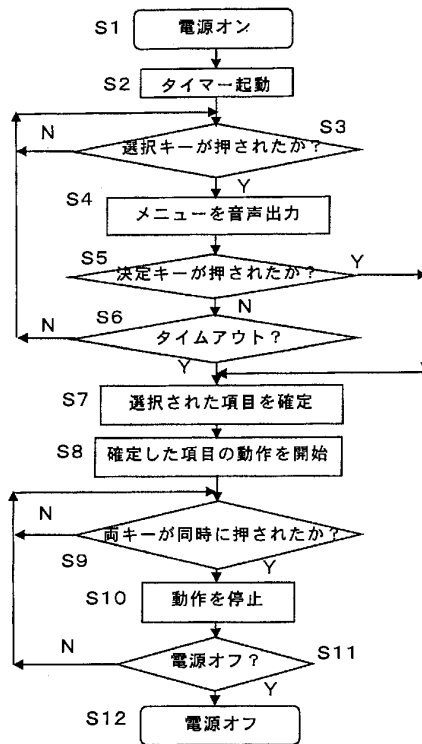 S1 電源オン
S2 タイマー起動
N
S3
選択キーが押されたか?
Y
S4
メニューを音声出力
S5
Y
決定キーが押されたか?
N
S6
N
タイムアウト?
Y
S7 選択された項目を確定
S8 確定した項目の動作を開始
N
両キーが同時に押されたか?
S9
Y
S10 動作を停止
N
電源オフ?
S11
Y
S12 電源オフ